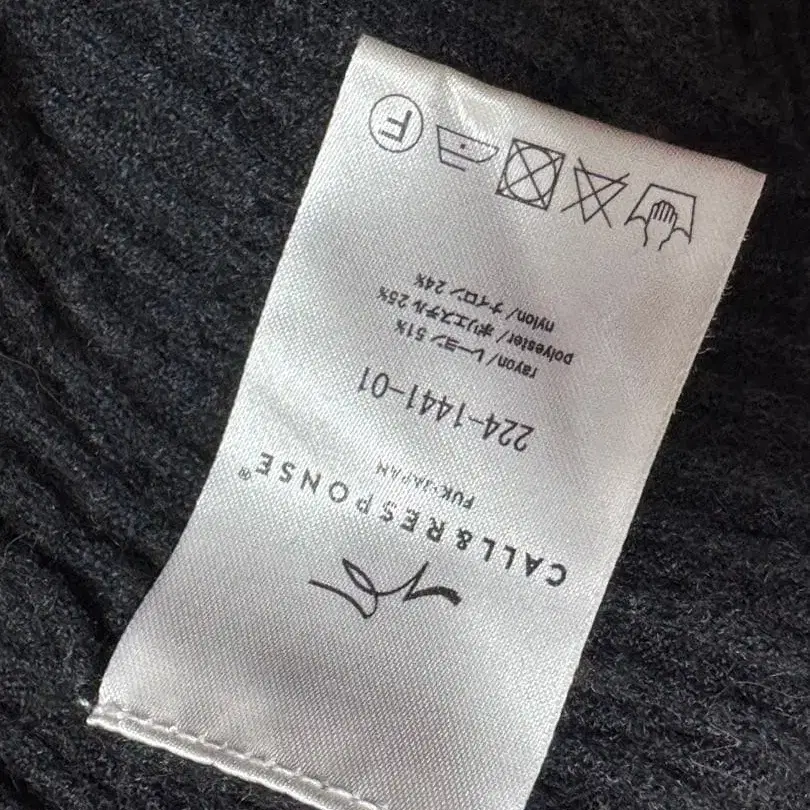 CALL&RESPONSE®
FUK-JAPAN
224-1441-01
rayon/レーヨン 51%
polyester/ポリエステル 25%
nylon/ナイロン 24%
F